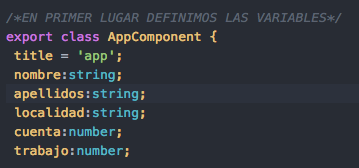 /*EN PRIMER LUGAR DEFINIMOS LAS VARIABLES*/
export class AppComponent {
title = 'app';
nombre:string;
apellidos:string;
localidad:string;
cuenta:number;
trabajo:number;